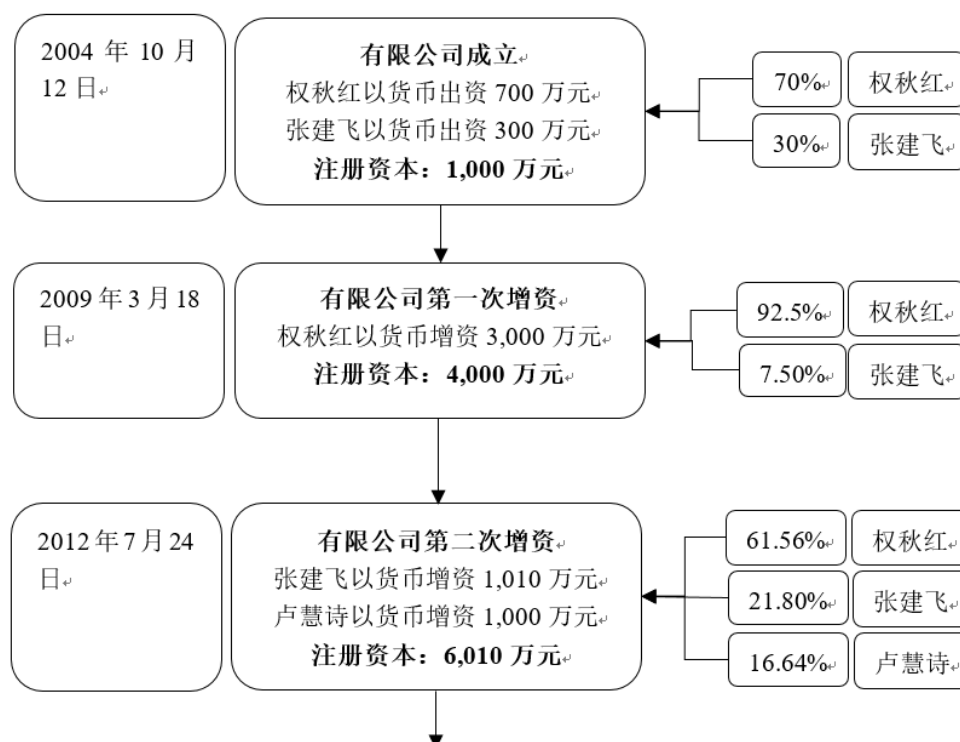 2004 年 10 月
12 日
有限公司成立
权秋红以货币出资 700 万元
张建飞以货币出资 300 万元
注册资本：1,000 万元
70% 权秋红
30% 张建飞
2009 年 3 月 18
日
有限公司第一次增资
权秋红以货币增资 3,000 万元
注册资本：4,000 万元
92.5% 权秋红
7.50% 张建飞
2012 年 7 月 24
日
有限公司第二次增资
张建飞以货币增资 1,010 万元
卢慧诗以货币增资 1,000 万元
注册资本：6,010 万元
61.56% 权秋红
21.80% 张建飞
16.64% 卢慧诗